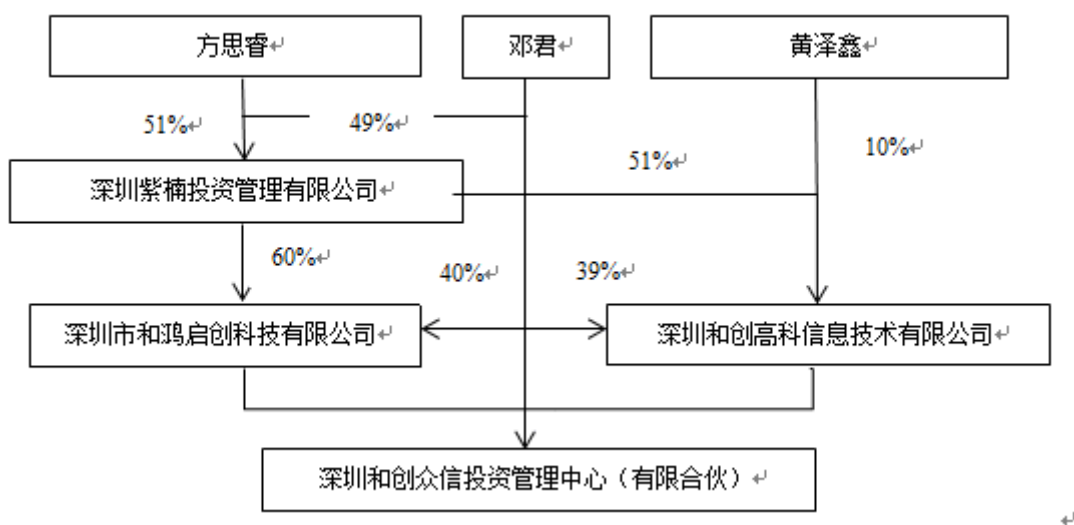 方思睿
邓君
黄泽鑫
51%
49%
51%
10%
深圳紫楠投资管理有限公司
60%
40%
39%
深圳市和鸿启创科技有限公司
深圳和创高科信息技术有限公司
深圳和创众信投资管理中心（有限合伙）